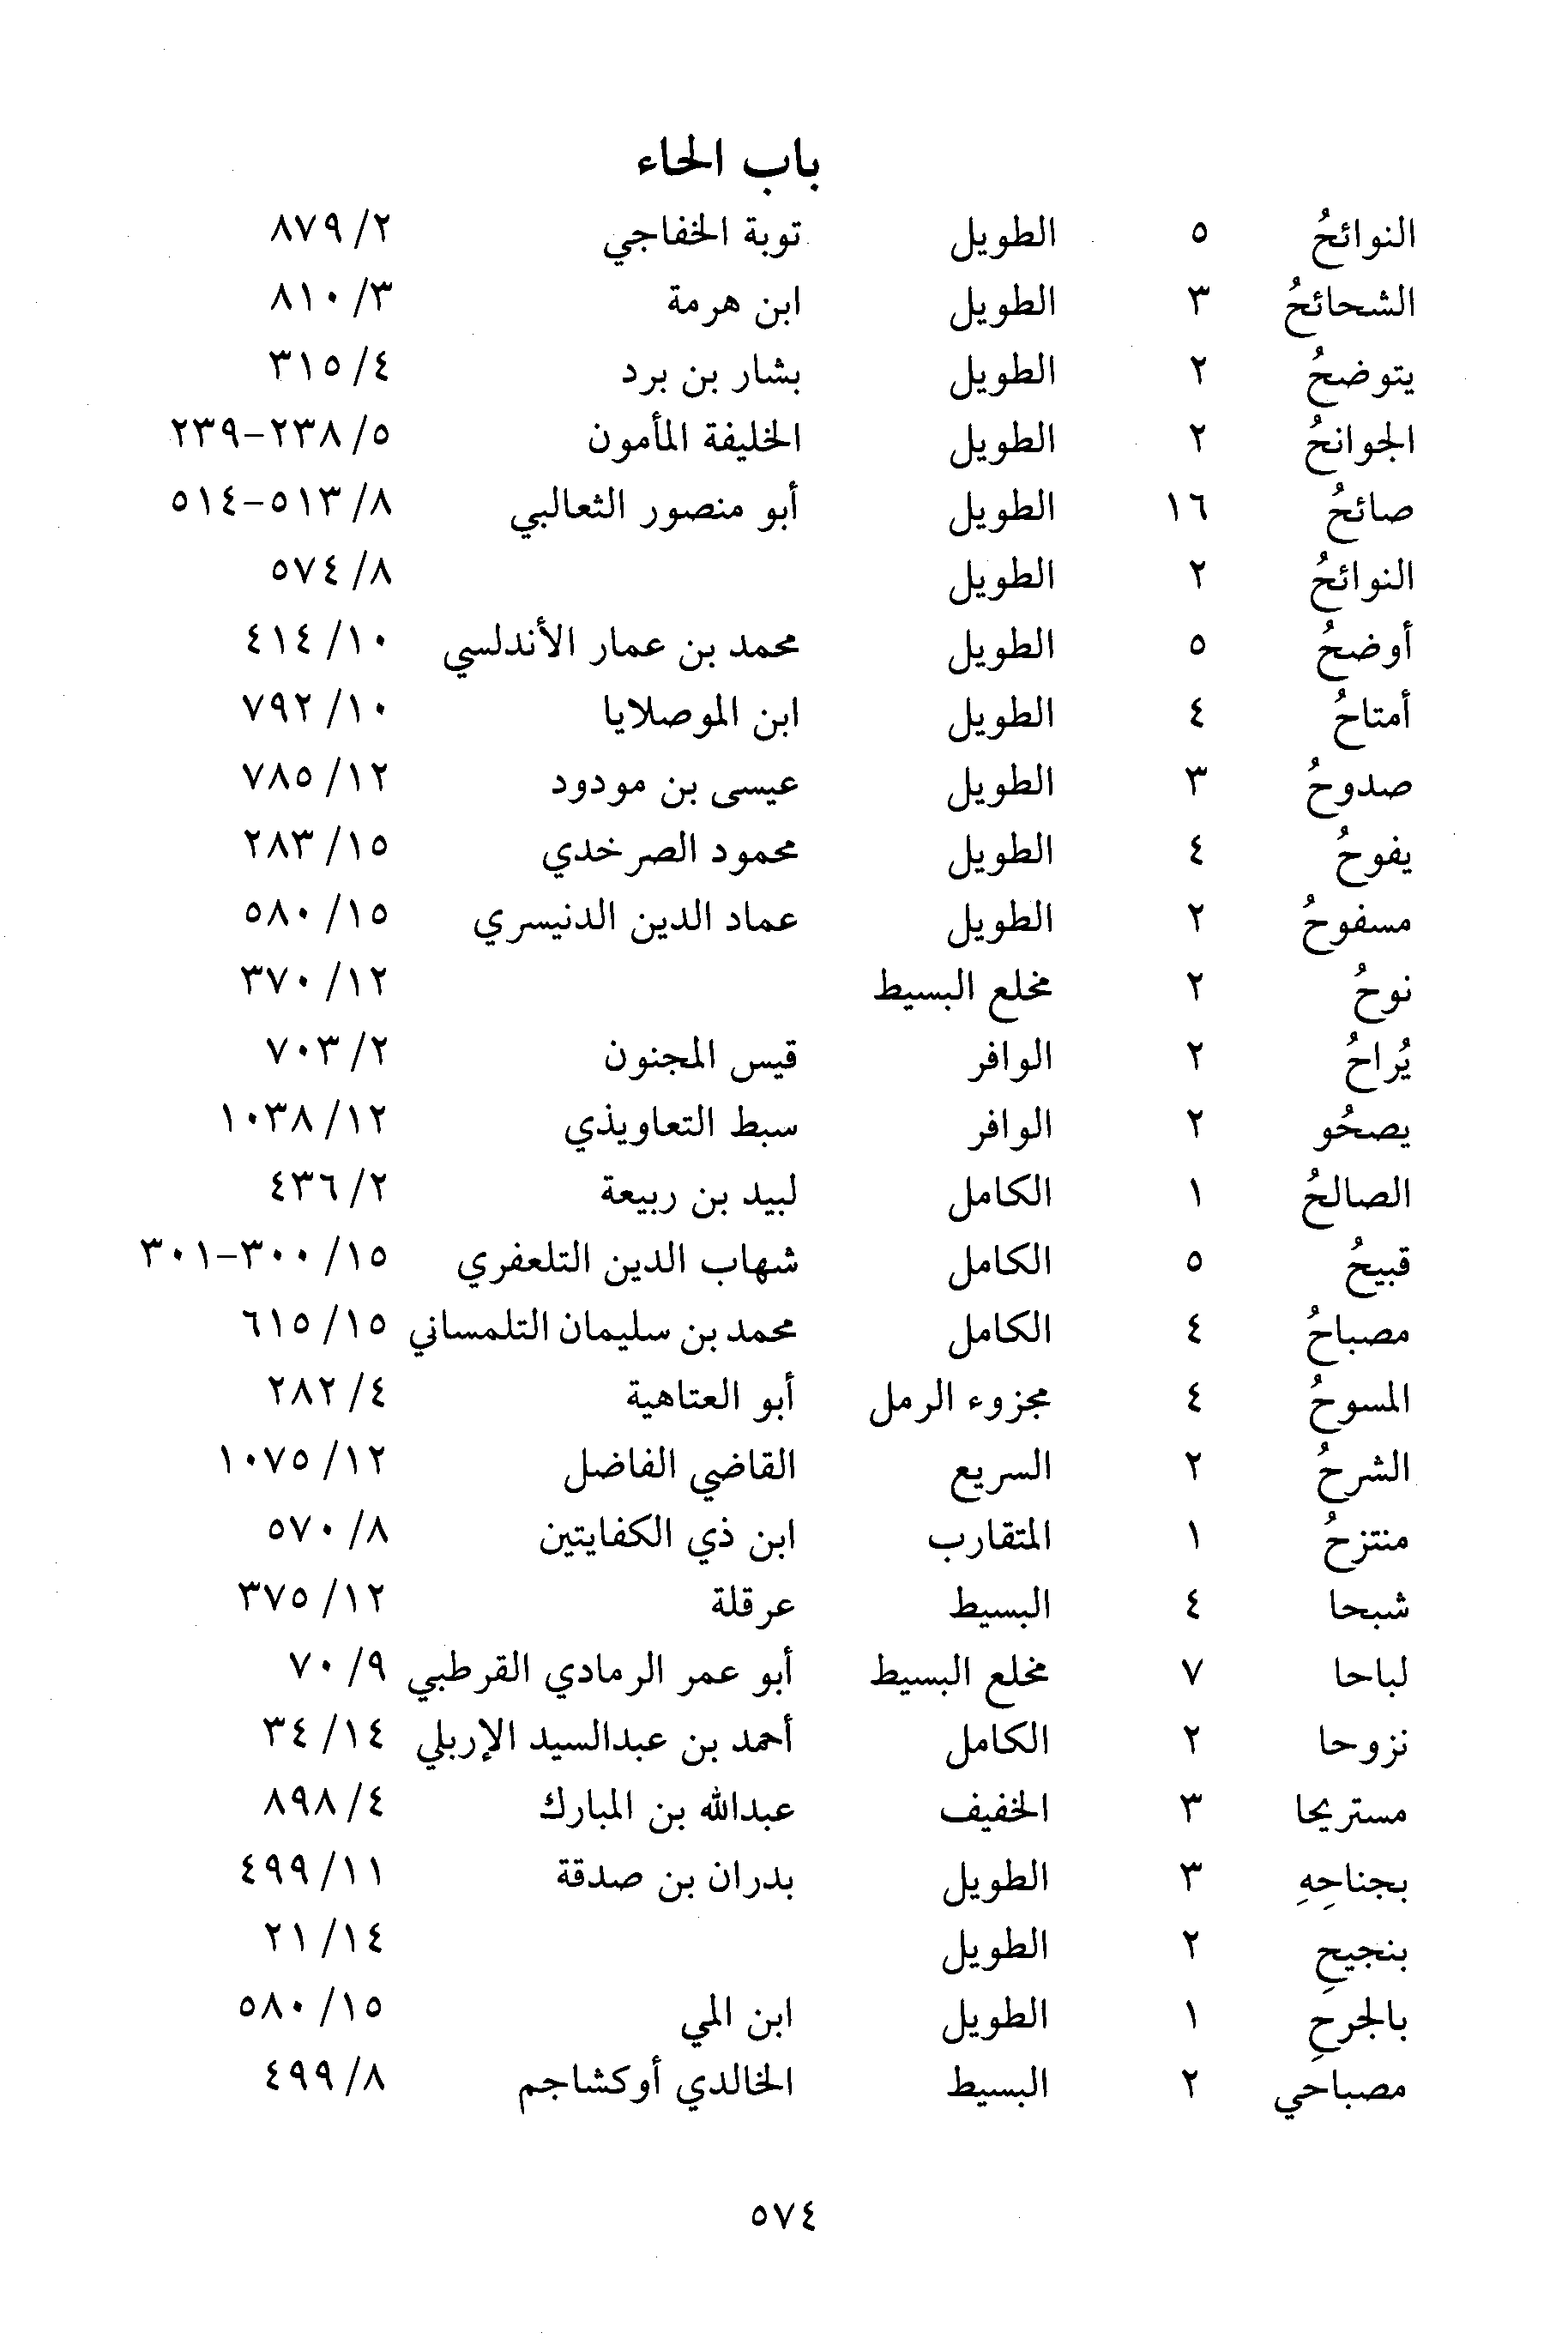 باب الحاء
النوائحُ ٥ الطويل توبة الخفاجي ٢/ ٨٧٩
الشحائحُ ٣ الطويل ابن هرمة ٣/ ٨١٠
يتوضحُ ٢ الطويل بشار بن برد ٤/ ٣١٥
الجوانحُ ٢ الطويل الخليفة المأمون ٥/ ٢٣٨-٢٣٩
صائحُ ١٦ الطويل أبو منصور الثعالبي ٨/ ٥١٣-٥١٤
النوائحُ ٢ الطويل ٨/ ٥٧٤
أوضحُ ٥ الطويل محمد بن عمار الأندلسي ١٠/ ٤١٤
أمتاحُ ٤ الطويل ابن الموصلايا ١٠/ ٧٩٢
صدوحُ ٣ الطويل عيسى بن مودود ١٢/ ٧٨٥
يفوحُ ٤ الطويل محمود الصرخدي ١٥/ ٢٨٣
مسفوحُ ٢ الطويل عماد الدين الدنيسري ١٥/ ٥٨٠
نوحُ ٢ مخلع البسيط ١٢/ ٣٧٠
يُراحُ ٢ الوافر قيس المجنون ٢/ ٧٠٣
يصحُو ٢ الوافر سبط التعاويذي ١٢/ ١٠٣٨
الصالحُ ١ الكامل لبيد بن ربيعة ٢/ ٤٣٦
قبيحُ ٥ الكامل شهاب الدين التلعفري ١٥/ ٣٠٠-٣٠١
مصباحُ ٤ الكامل محمد بن سليمان التلمساني ١٥/ ٦١٥
المسوحُ ٤ مجزوء الرمل أبو العتاهية ٤/ ٢٨٢
الشرحُ ٢ السريع القاضي الفاضل ١٢/ ١٠٧٥
منتزحُ ١ المتقارب ابن ذي الكفايتين ٨/ ٥٧٠
شبحا ٤ البسيط عرقلة ١٢/ ٣٧٥
لباحا ٧ مخلع البسيط أبو عمر الرمادي القرطبي ٩/ ٧٠
نزوحا ٢ الكامل أحمد بن عبدالسيد الإربلي ١٤/ ٣٤
مستريحا ٣ الخفيف عبدالله بن المبارك ٤/ ٨٩٨
بجناحِهِ ٣ الطويل بدران بن صدقة ١١/ ٤٩٩
بنجيحِ ٢ الطويل ١٤/ ٢١
بالجرحِ ١ الطويل ابن المي ١٥/ ٥٨٠
مصباحي ٢ البسيط الخالدي أوكشاجم ٨/ ٤٩٩
٥٧٤